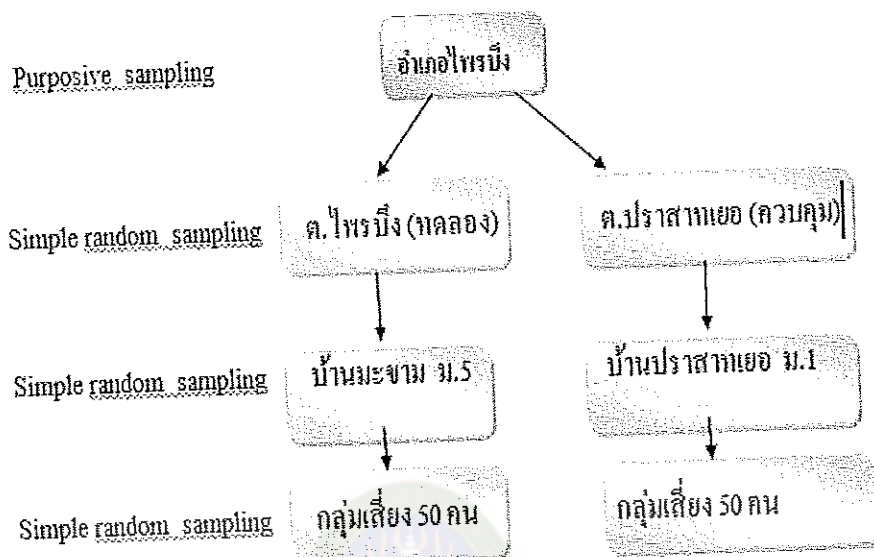 Purposive sampling อำเภอไพรบึง
Simple random sampling ต.ไพรบึง (ทดลอง) ต.ปราสาทเยอ (ควบคุม)
Simple random sampling บ้านมะขาม ม.5 บ้านปราสาทเยอ ม.1
Simple random sampling กลุ่มเสี่ยง 50 คน กลุ่มเสี่ยง 50 คน